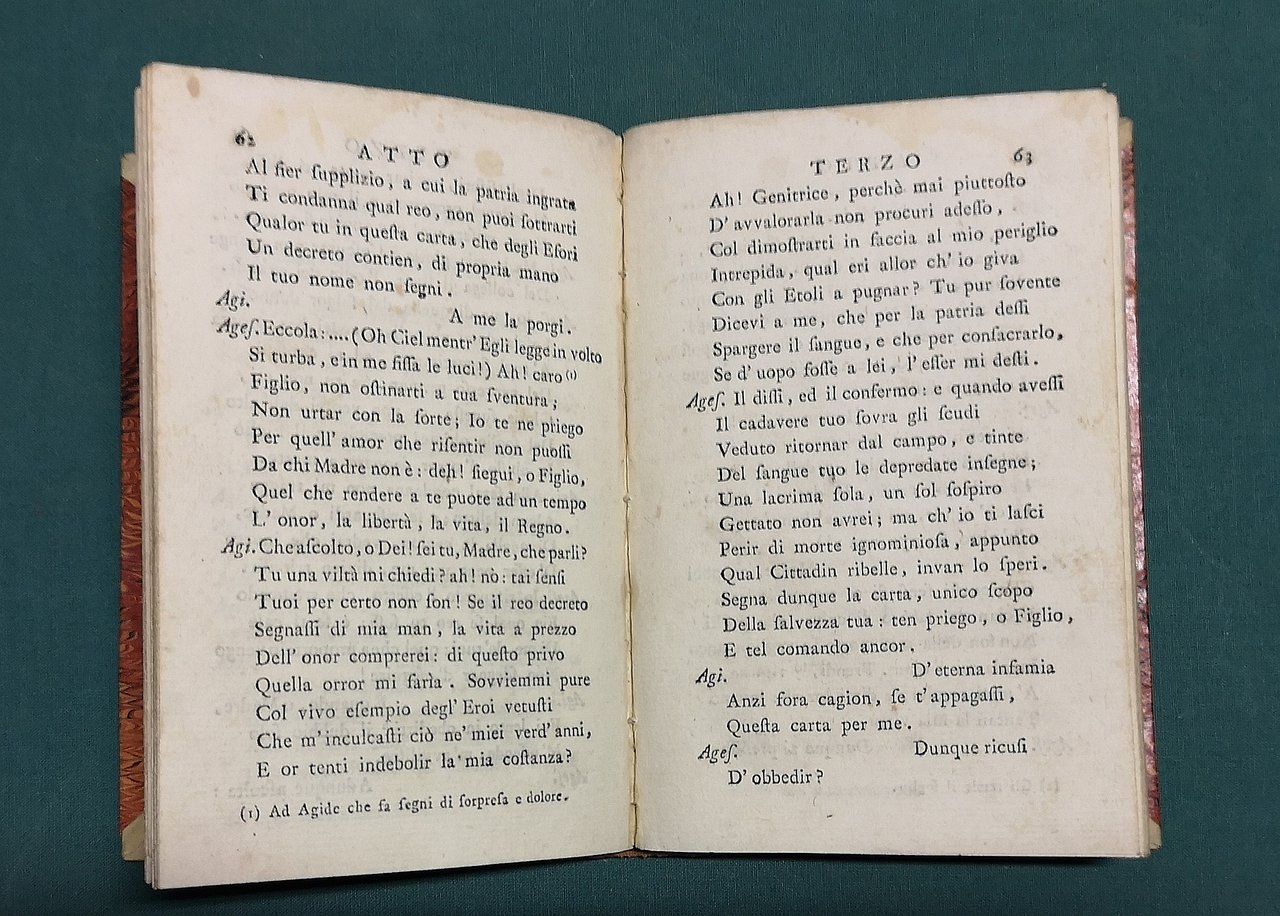 62
ATTO
Al fier ſupplizio, a cui la patria ingrata
Ti condanna qual reo, non puoi ſottrarti
Qualor tu in queſta carta, che degli Efori
Un decreto contien, di propria mano
Il tuo nome non ſegni.
Agi. A me la porgi.
Ageſ. Eccola: .... (Oh Ciel mentr' Egli legge in volto
Si turba, e in me fiſſa le luci!) Ah! caro (1)
Figlio, non oſtinarti a tua ſventura;
Non urtar con la ſorte; Io te ne priego
Per quell' amor che riſentir non puoſſi
Da chi Madre non è: deh! ſiegui, o Figlio,
Quel che rendere a te puote ad un tempo
L' onor, la libertà, la vita, il Regno.
Agi. Che aſcolto, o Dei! ſei tu, Madre, che parli?
Tu una viltà mi chiedi? ah! nò: tai ſenſi
Tuoi per certo non ſon! Se il reo decreto
Segnaſſi di mia man, la vita a prezzo
Dell' onor comprerei: di queſto privo
Quella orror mi farìa. Sovviemmi pure
Col vivo eſempio degl' Eroi vetuſti
Che m' inculcaſti ciò ne' miei verd' anni,
E or tenti indebolir la mia coſtanza?
(1) Ad Agide che fa ſegni di ſorpreſa e dolore.
TERZO
63
Ah! Genitrice, perchè mai piuttoſto
D' avvalorarla non procuri adeſſo,
Col dimoſtrarti in faccia al mio periglio
Intrepida, qual eri allor ch' io giva
Con gli Etoli a pugnar? Tu pur ſovente
Dicevi a me, che per la patria deſſi
Spargere il ſangue, e che per conſacrarlo,
Se d' uopo foſſe a lei, l' eſſer mi deſti.
Ageſ. Il diſſi, ed il confermo: e quando aveſſi
Il cadavere tuo ſovra gli ſcudi
Veduto ritornar dal campo, e tinte
Del ſangue tuo le depredate inſegne;
Una lacrima ſola, un ſol ſoſpiro
Gettato non avrei; ma ch' io ti laſci
Perir di morte ignominioſa, appunto
Qual Cittadin ribelle, invan lo ſperi.
Segna dunque la carta, unico ſcopo
Della ſalvezza tua: ten priego, o Figlio,
E tel comando ancor.
Agi. D' eterna infamia
Anzi fora cagion, ſe t' appagaſſi,
Queſta carta per me.
Ageſ. Dunque ricuſi
D' obbedir?